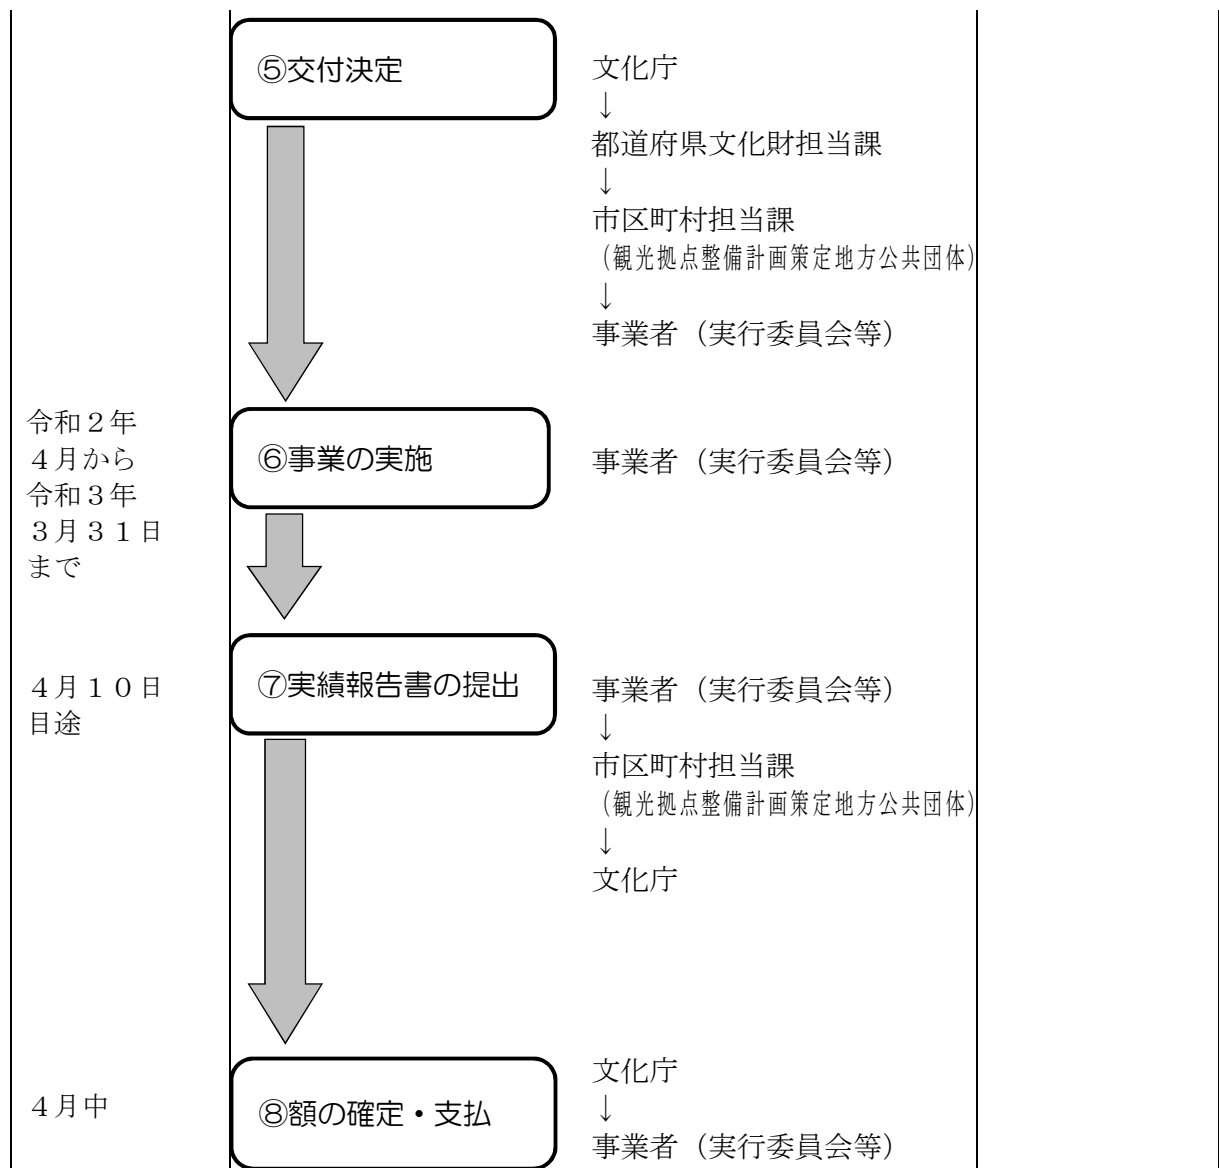 ⑤交付決定
文化庁
↓
都道府県文化財担当課
↓
市区町村担当課
（観光拠点整備計画策定地方公共団体）
↓
事業者（実行委員会等）
令和２年
４月から
令和３年
３月３１日
まで
⑥事業の実施
事業者（実行委員会等）
４月１０日
目途
⑦実績報告書の提出
事業者（実行委員会等）
↓
市区町村担当課
（観光拠点整備計画策定地方公共団体）
↓
文化庁
４月中
⑧額の確定・支払
文化庁
↓
事業者（実行委員会等）